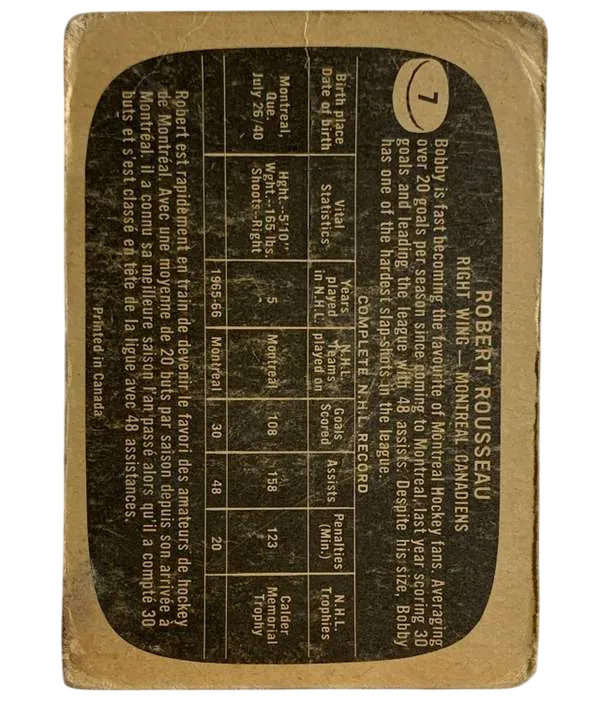 7
ROBERT ROUSSEAU
RIGHT WING — MONTREAL CANADIENS
Bobby is fast becoming the favourite of Montreal Hockey fans. Averaging
over 20 goals per season since coming to Montreal, last year scoring 30
goals and leading the league with 48 assists. Despite his size, Bobby
has one of the hardest slap-shots in the league.
COMPLETE N.H.L. RECORD
Birth place Date of birth | Vital Statistics | Years played in N.H.L. | N.H.L. Teams played on | Goals Scored | Assists | Penalties (Min.) | N.H.L. Trophies
Montreal, Que. July 26/40 | Hght.--5'10" Wght.--165 lbs. Shoots--Right | 5 | Montreal | 108 | 158 | 123 | Calder Memorial Trophy
1965-66 | Montreal | 30 | 48 | 20
Robert est rapidement en train de devenir le favori des amateurs de hockey
de Montréal. Avec une moyenne de 20 buts par saison depuis son arrivée à
Montréal, il a connu sa meilleure saison l'an passé alors qu'il a compté 30
buts et s'est classé en tête de la ligue avec 48 assistances.
Printed in Canada